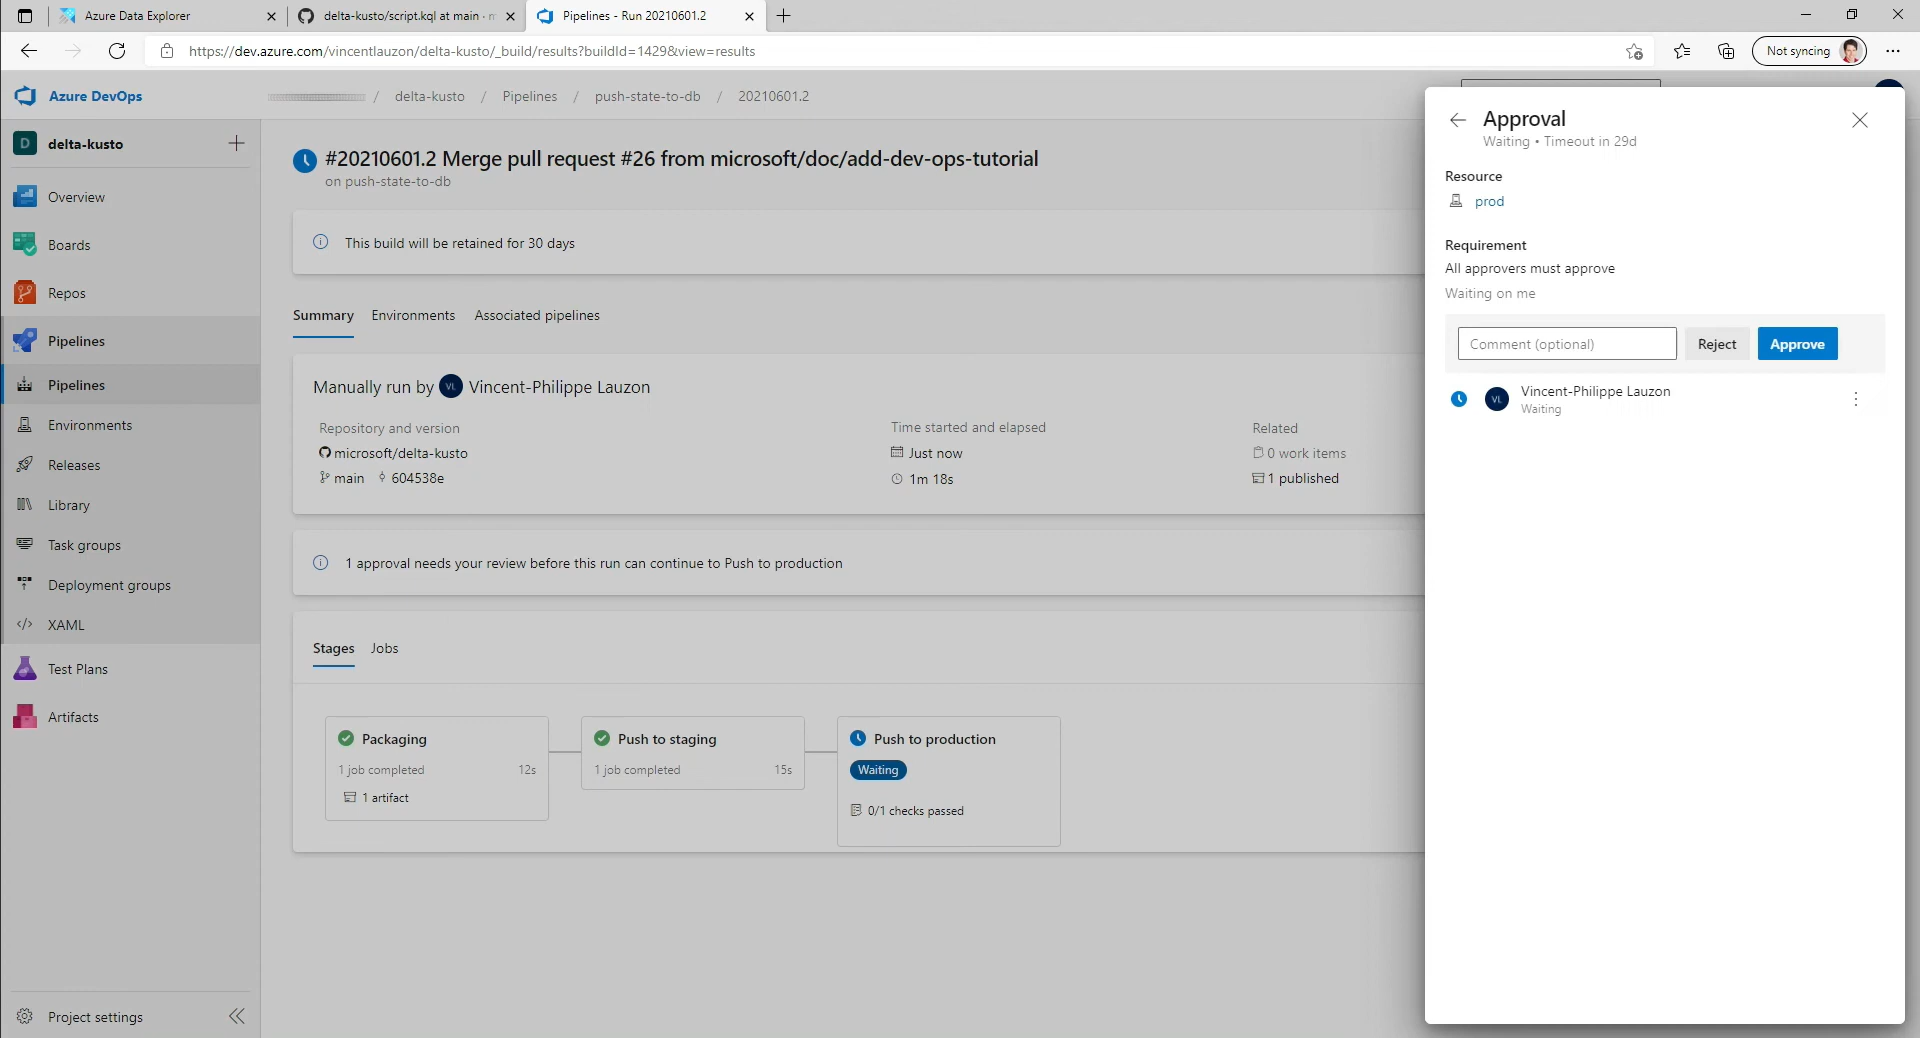 Azure Data Explorer
delta-kusto/script.kql at main ·
Pipelines - Run 20210601.2
https://dev.azure.com/vincentlauzon/delta-kusto/_build/results?buildId=1429&view=results
Not syncing
Azure DevOps
/ delta-kusto / Pipelines / push-state-to-db / 20210601.2
D delta-kusto
Overview
Boards
Repos
Pipelines
Pipelines
Environments
Releases
Library
Task groups
Deployment groups
XAML
Test Plans
Artifacts
Project settings
#20210601.2 Merge pull request #26 from microsoft/doc/add-dev-ops-tutorial
on push-state-to-db
This build will be retained for 30 days
Summary Environments Associated pipelines
Manually run by VL Vincent-Philippe Lauzon
Repository and version
microsoft/delta-kusto
main 604538e
Time started and elapsed
Just now
1m 18s
Related
0 work items
1 published
1 approval needs your review before this run can continue to Push to production
Stages Jobs
Packaging
1 job completed 12s
1 artifact
Push to staging
1 job completed 15s
Push to production
Waiting
0/1 checks passed
Approval
Waiting • Timeout in 29d
Resource
prod
Requirement
All approvers must approve
Waiting on me
Comment (optional) Reject Approve
VL Vincent-Philippe Lauzon
Waiting